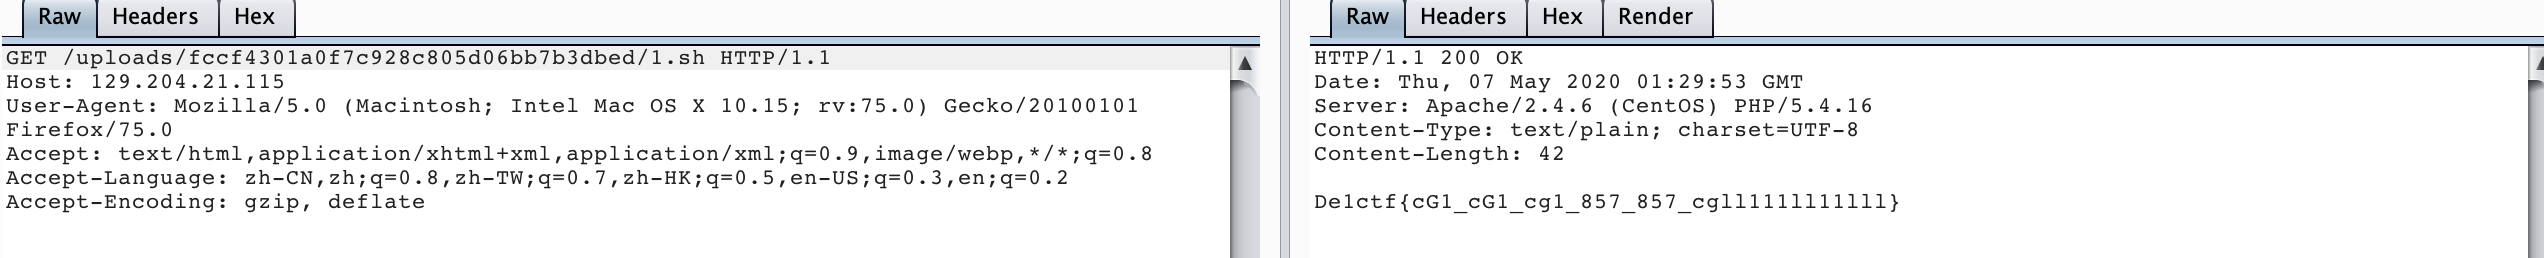 Raw Headers Hex
GET /uploads/fccf4301a0f7c928c805d06bb7b3dbed/1.sh HTTP/1.1
Host: 129.204.21.115
User-Agent: Mozilla/5.0 (Macintosh; Intel Mac OS X 10.15; rv:75.0) Gecko/20100101
Firefox/75.0
Accept: text/html,application/xhtml+xml,application/xml;q=0.9,image/webp,*/*;q=0.8
Accept-Language: zh-CN,zh;q=0.8,zh-TW;q=0.7,zh-HK;q=0.5,en-US;q=0.3,en;q=0.2
Accept-Encoding: gzip, deflate
Raw Headers Hex Render
HTTP/1.1 200 OK
Date: Thu, 07 May 2020 01:29:53 GMT
Server: Apache/2.4.6 (CentOS) PHP/5.4.16
Content-Type: text/plain; charset=UTF-8
Content-Length: 42
De1ctf{cG1_cG1_cg1_857_857_cgll111ll11lll}